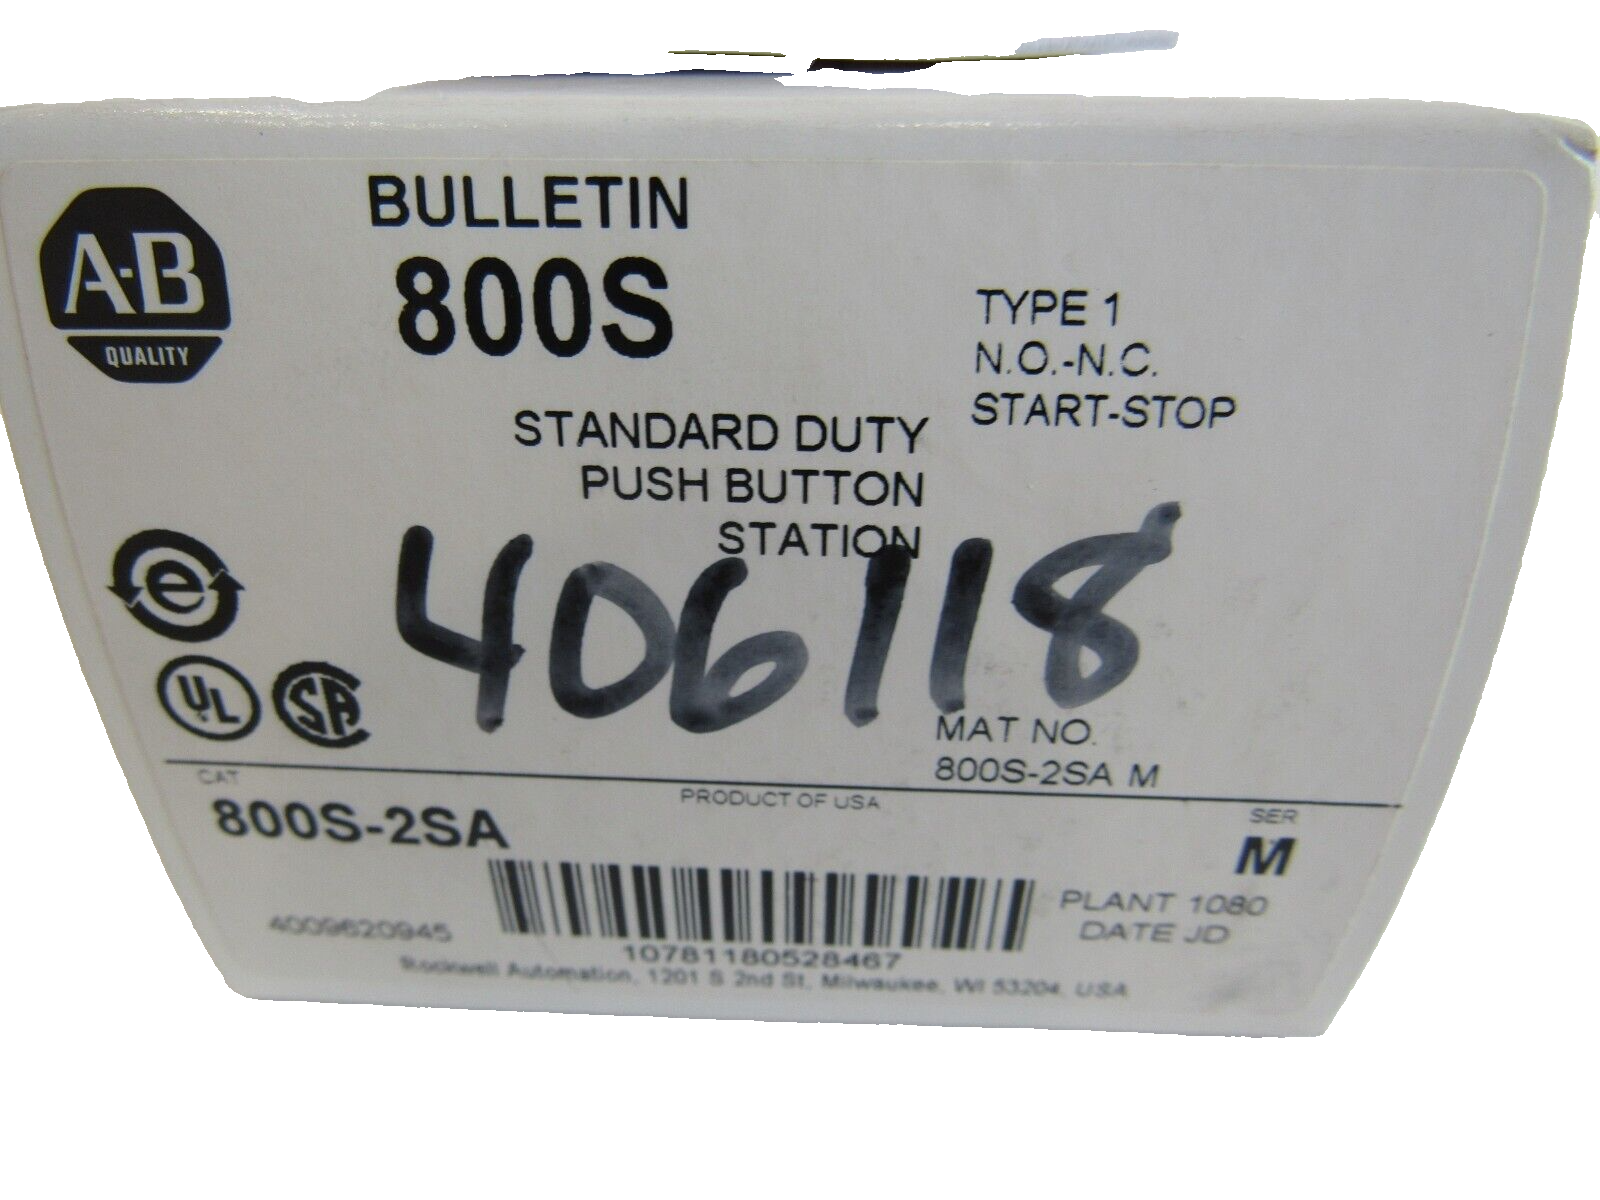 A-B
QUALITY
BULLETIN
800S
TYPE 1
N.O.-N.C.
START-STOP
STANDARD DUTY
PUSH BUTTON
STATION
406118
e
UL
SA
MAT NO.
800S-2SA M
CAT
800S-2SA
PRODUCT OF USA
SER
M
PLANT 1080
DATE JD
4009620945
10781180528467
Rockwell Automation, 1201 S 2nd St, Milwaukee, WI 53204, USA